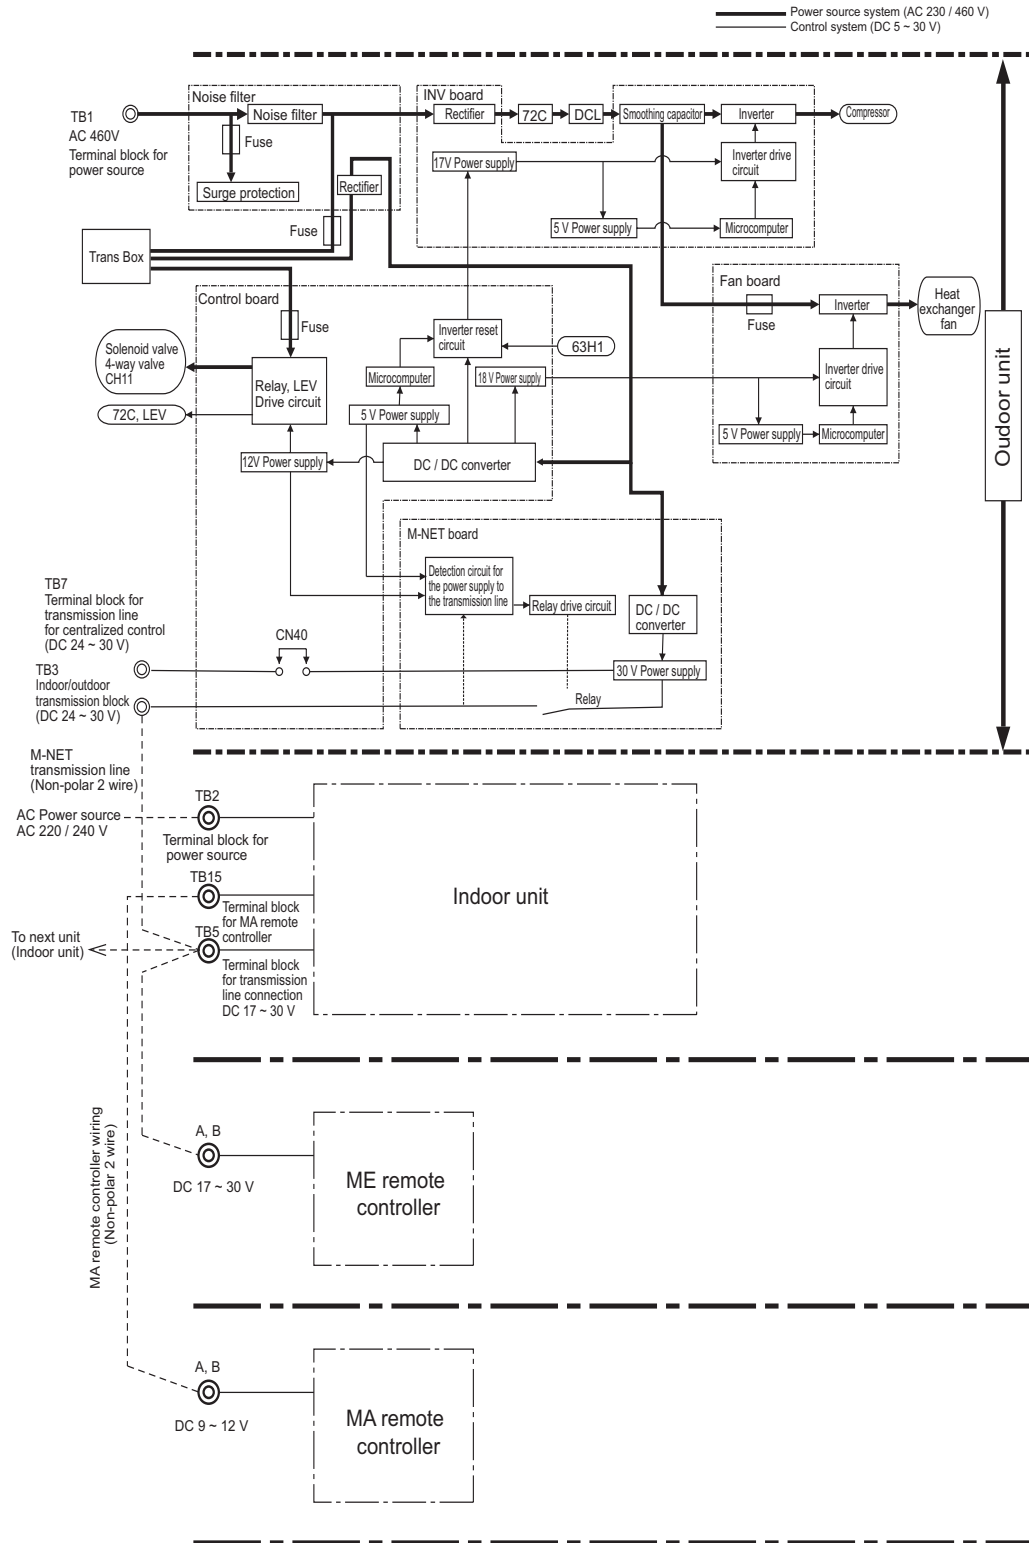 Power source system (AC 230 / 460 V)
Control system (DC 5 ~ 30 V)
Noise filter
INV board
TB1
AC 460V
Terminal block for
power source
Noise filter
Rectifier
72C
DCL
Smoothing capacitor
Inverter
Compressor
Fuse
Surge protection
Rectifier
17V Power supply
Inverter drive
circuit
5 V Power supply
Microcomputer
Fuse
Trans Box
Fan board
Fuse
Inverter
Heat
exchanger
fan
Inverter drive
circuit
5 V Power supply
Microcomputer
Oudoor unit
Control board
Fuse
Solenoid valve
4-way valve
CH11
Relay, LEV
Drive circuit
72C, LEV
Inverter reset
circuit
63H1
Microcomputer
18 V Power supply
5 V Power supply
12V Power supply
DC / DC converter
M-NET board
Detection circuit for
the power supply to
the transmission line
Relay drive circuit
DC / DC
converter
30 V Power supply
Relay
TB7
Terminal block for
transmission line
for centralized control
(DC 24 ~ 30 V)
CN40
TB3
Indoor/outdoor
transmission block
(DC 24 ~ 30 V)
M-NET
transmission line
(Non-polar 2 wire)
AC Power source
AC 220 / 240 V
TB2
Terminal block for
power source
TB15
Terminal block
for MA remote
controller
To next unit
(Indoor unit)
TB5
Terminal block
for transmission
line connection
DC 17 ~ 30 V
Indoor unit
MA remote controller wiring
(Non-polar 2 wire)
A, B
DC 17 ~ 30 V
ME remote
controller
A, B
DC 9 ~ 12 V
MA remote
controller